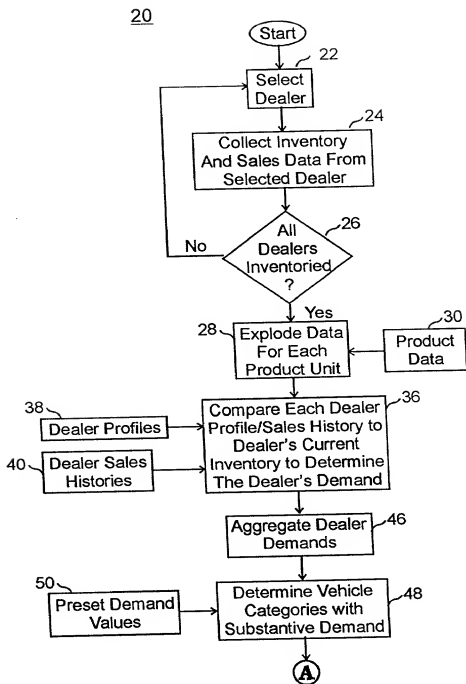 20
Start
22
Select
Dealer
24
Collect Inventory
And Sales Data From
Selected Dealer
26
All
Dealers
Inventoried
?
No
Yes
28
Explode Data
For Each
Product Unit
30
Product
Data
36
Compare Each Dealer
Profile/Sales History to
Dealer's Current
Inventory to Determine
The Dealer's Demand
38
Dealer Profiles
40
Dealer Sales
Histories
46
Aggregate Dealer
Demands
50
Preset Demand
Values
48
Determine Vehicle
Categories with
Substantive Demand
A